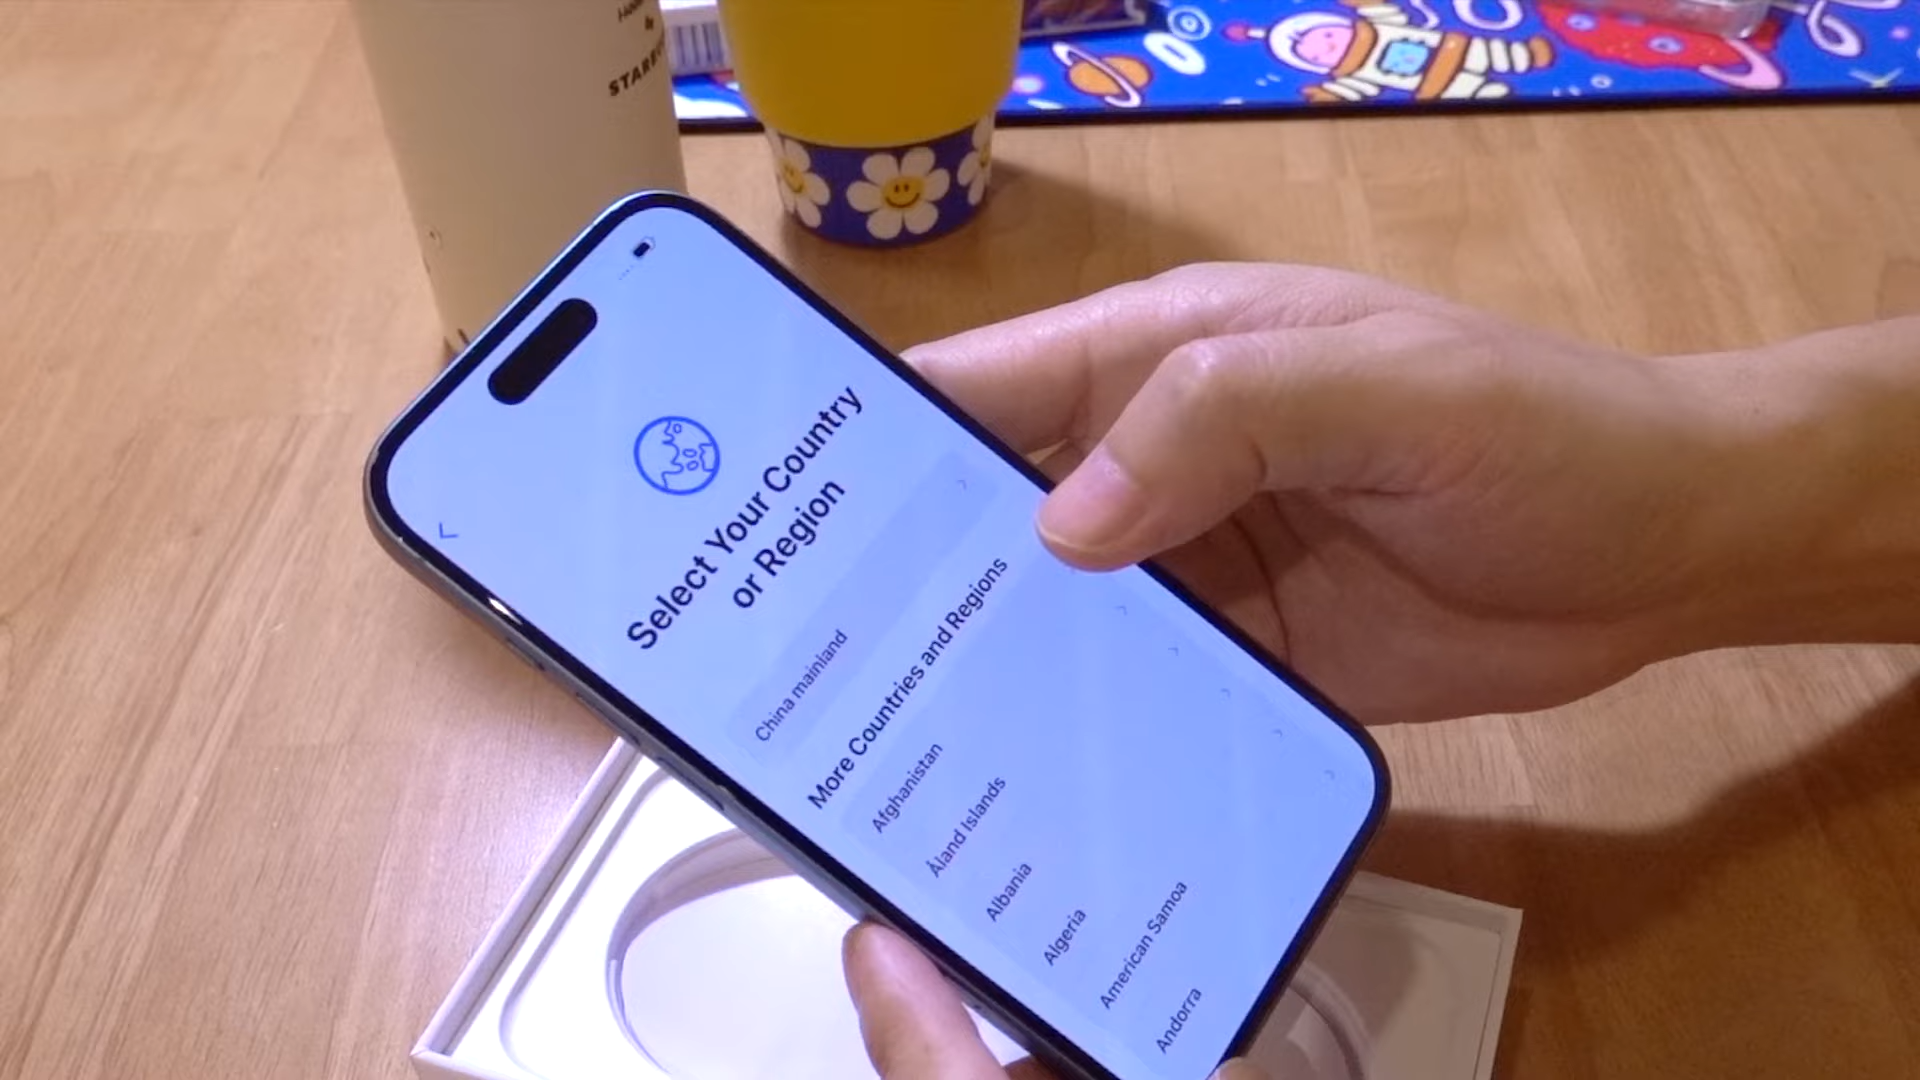 &
STARB
Select Your Country
or Region
China mainland
More Countries and Regions
Afghanistan
Åland Islands
Albania
Algeria
American Samoa
Andorra